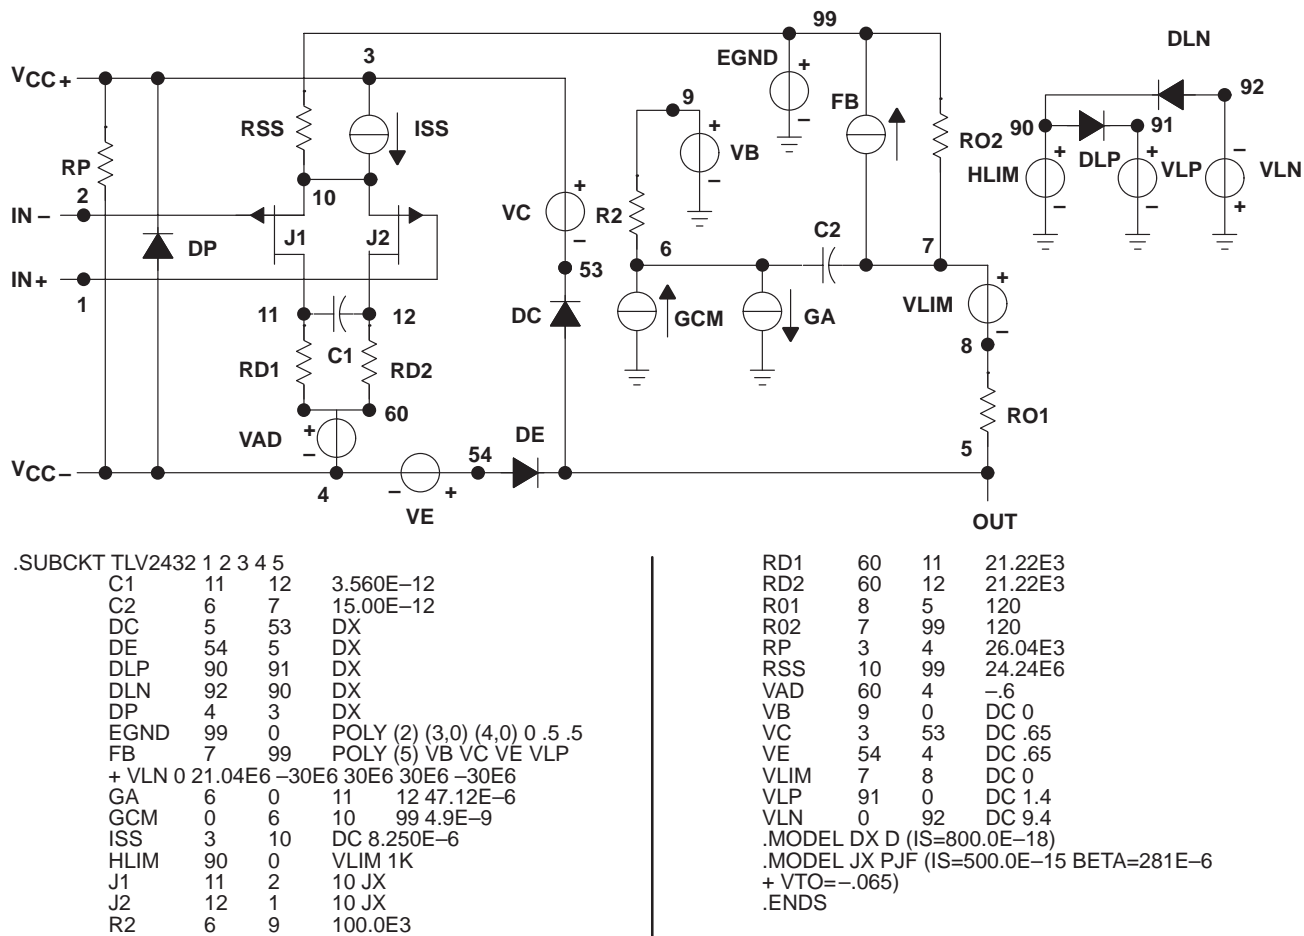 99
DLN
3
EGND
+
–
VCC+
9
FB
92
RSS
ISS
+
–
VB
RO2
90
91
RP
10
HLIM
+
–
DLP
+
–
VLP
–
+
VLN
2
IN–
VC
+
–
R2
C2
J1
J2
DP
6
7
IN+
1
53
VLIM
+
–
11
12
DC
GCM
GA
C1
8
RD1
RD2
60
RO1
VAD
+
–
DE
54
5
VCC–
4
–
+
VE
OUT
.SUBCKT TLV2432 1 2 3 4 5
C1 11 12 3.560E–12
C2 6 7 15.00E–12
DC 5 53 DX
DE 54 5 DX
DLP 90 91 DX
DLN 92 90 DX
DP 4 3 DX
EGND 99 0 POLY (2) (3,0) (4,0) 0 .5 .5
FB 7 99 POLY (5) VB VC VE VLP
+ VLN 0 21.04E6 –30E6 30E6 30E6 –30E6
GA 6 0 11 12 47.12E–6
GCM 0 6 10 99 4.9E–9
ISS 3 10 DC 8.250E–6
HLIM 90 0 VLIM 1K
J1 11 2 10 JX
J2 12 1 10 JX
R2 6 9 100.0E3
RD1 60 11 21.22E3
RD2 60 12 21.22E3
R01 8 5 120
R02 7 99 120
RP 3 4 26.04E3
RSS 10 99 24.24E6
VAD 60 4 –.6
VB 9 0 DC 0
VC 3 53 DC .65
VE 54 4 DC .65
VLIM 7 8 DC 0
VLP 91 0 DC 1.4
VLN 0 92 DC 9.4
.MODEL DX D (IS=800.0E–18)
.MODEL JX PJF (IS=500.0E–15 BETA=281E–6
+ VTO=–.065)
.ENDS